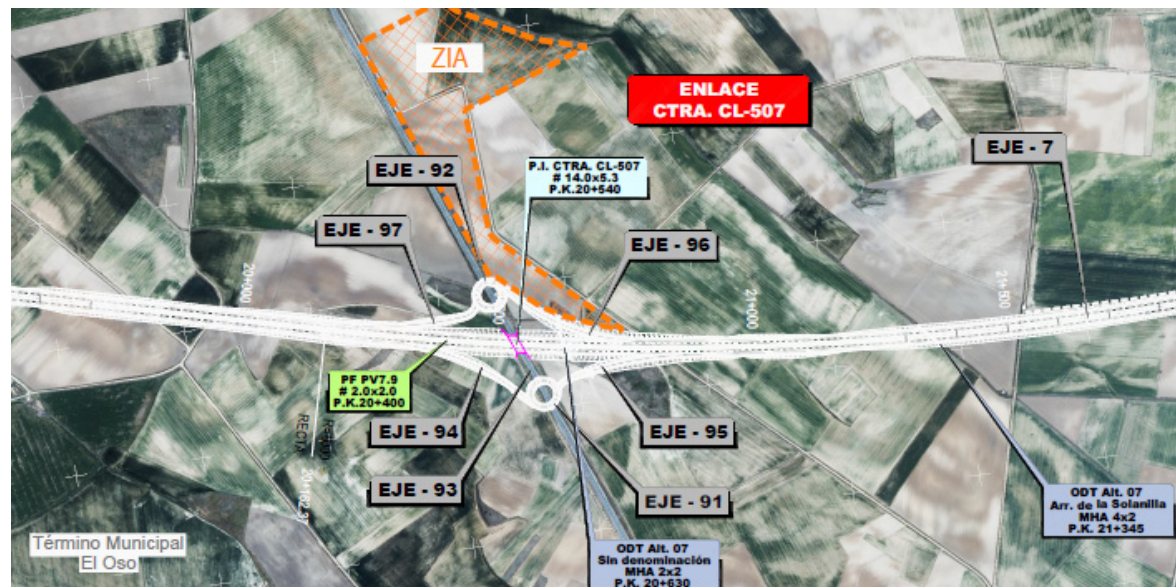 ZIA
ENLACE
CTRA. CL-507
EJE - 7
EJE - 92
P.I. CTRA. CL-507
# 14.0x5.3
P.K.20+540
EJE - 97
EJE - 96
20+000
21+000
21+500
PF PV7.9
# 2.0x2.0
P.K.20+400
RECTA
EJE - 94
EJE - 95
EJE - 93
EJE - 91
ODT Alt. 07
Arr. de la Solanilla
MHA 4x2
P.K. 21+345
Término Municipal
El Oso
ODT Alt. 07
Sin denominación
MHA 2x2
P.K. 20+630